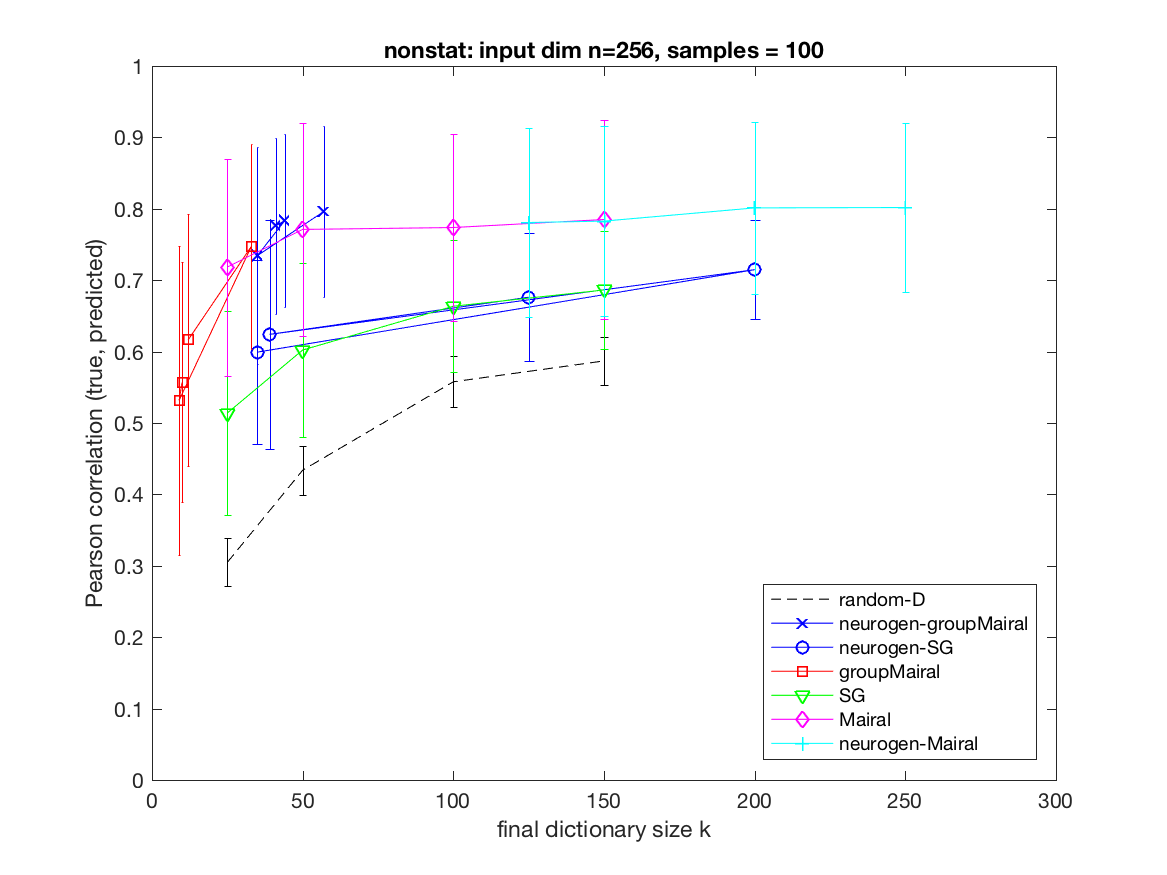 nonstat: input dim n=256, samples = 100
Pearson correlation (true, predicted)
1
0.9
0.8
0.7
0.6
0.5
0.4
0.3
0.2
0.1
0
0 50 100 150 200 250 300
final dictionary size k
random-D
neurogen-groupMairal
neurogen-SG
groupMairal
SG
Mairal
neurogen-Mairal